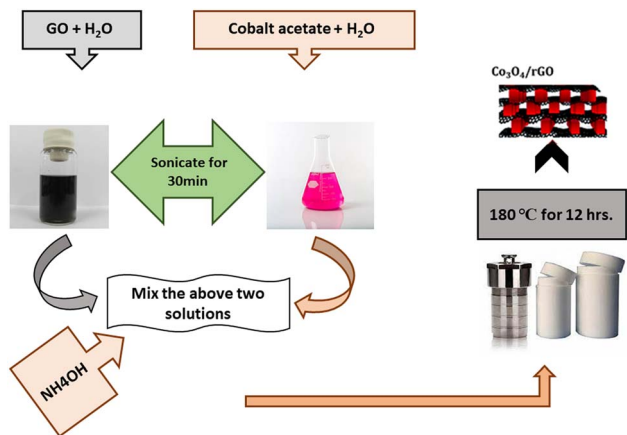 GO + H₂O
Cobalt acetate + H₂O
Co₃O₄/rGO
Sonicate for
30min
180 °C for 12 hrs.
Mix the above two
solutions
NH4OH